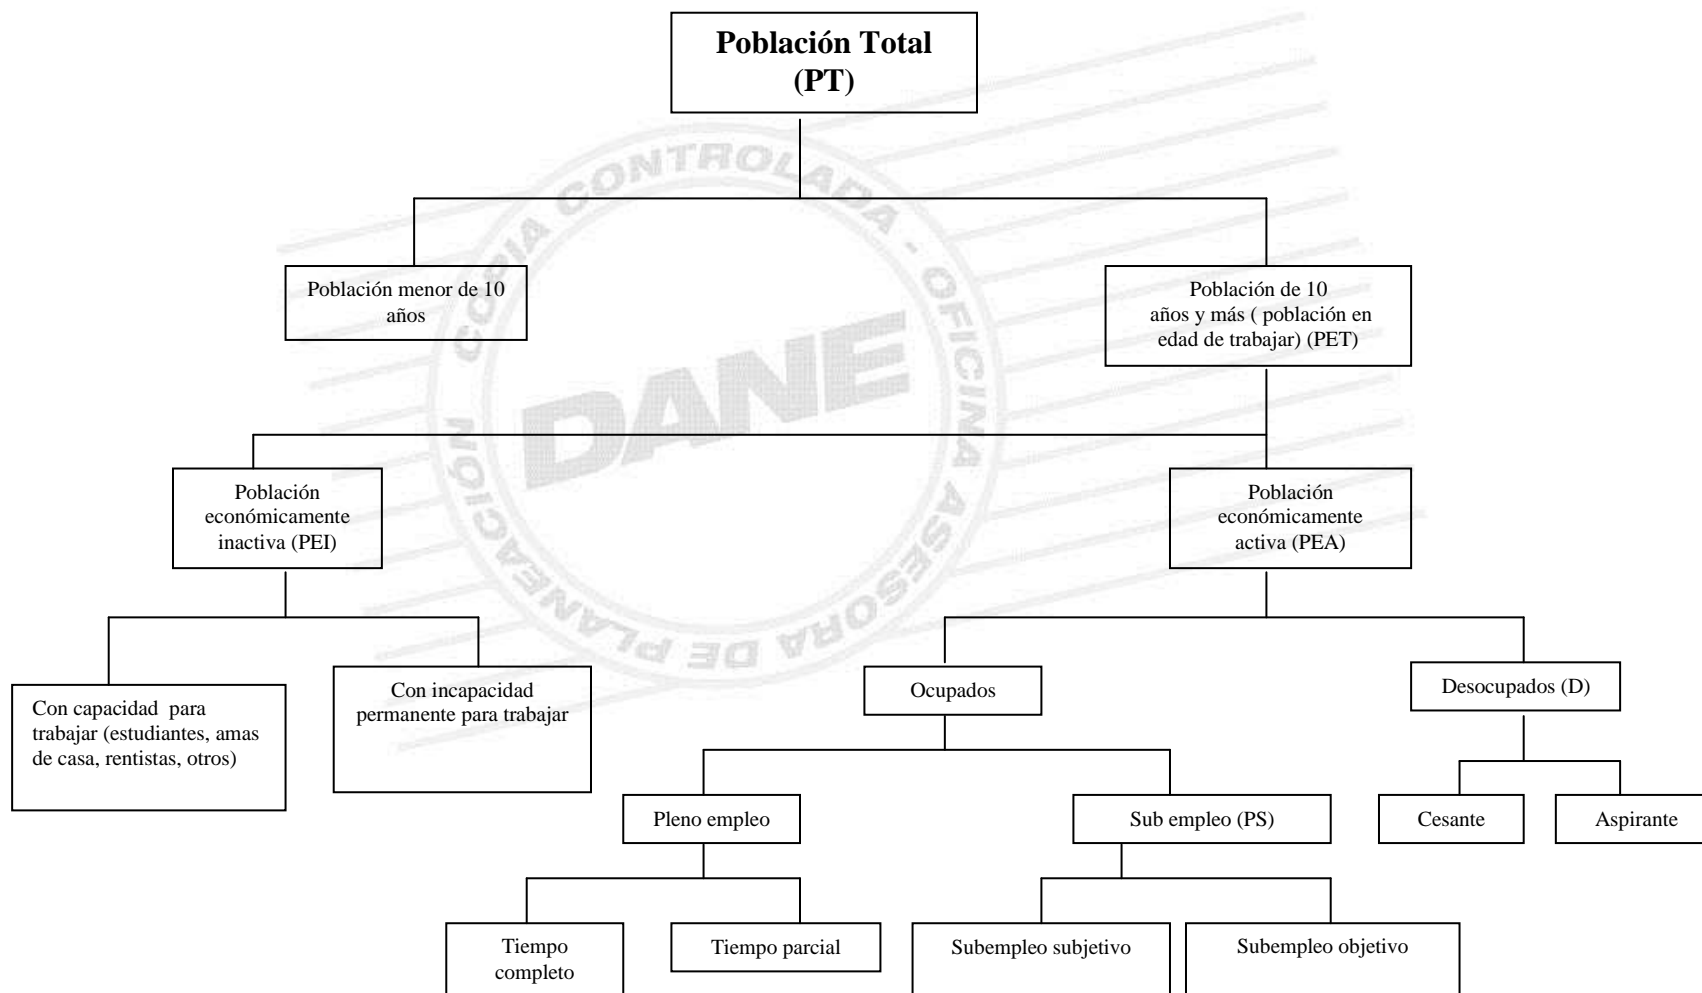 Población Total
(PT)
COPIA CONTROLADA - OFICINA ASESORA DE PLANEACIÓN
DANE
Población menor de 10
años
Población de 10
años y más ( población en
edad de trabajar) (PET)
Población
económicamente
inactiva (PEI)
Población
económicamente
activa (PEA)
Con capacidad para
trabajar (estudiantes, amas
de casa, rentistas, otros)
Con incapacidad
permanente para trabajar
Ocupados
Desocupados (D)
Pleno empleo
Sub empleo (PS)
Cesante
Aspirante
Tiempo
completo
Tiempo parcial
Subempleo subjetivo
Subempleo objetivo